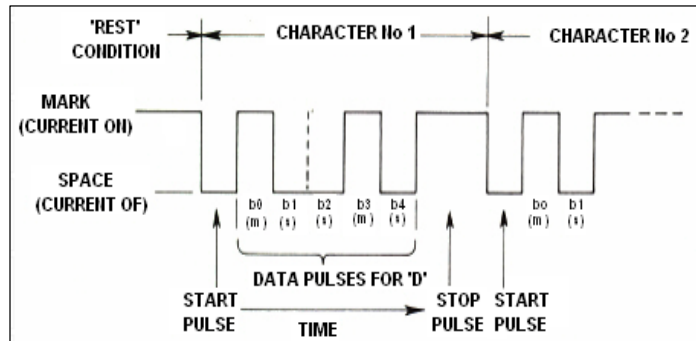 'REST'
CONDITION
CHARACTER No 1
CHARACTER No 2
MARK
(CURRENT ON)
SPACE
(CURRENT OF)
b0 b1 b2 b3 b4 bo b1
(m) (s) (s) (m) (s) (m) (s)
DATA PULSES FOR 'D'
START
PULSE
TIME
STOP
PULSE
START
PULSE